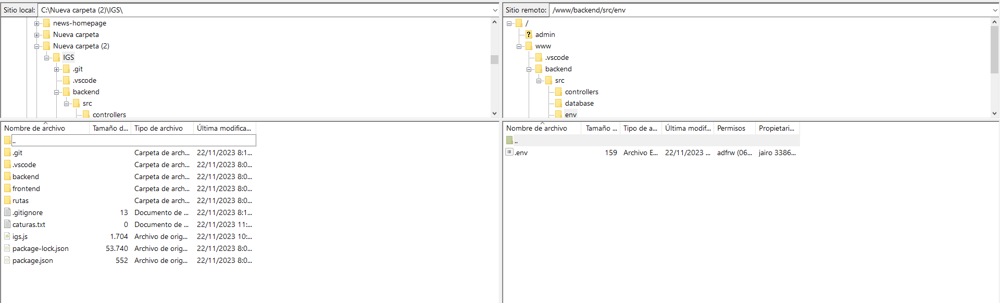 Sitio local: C:\Nueva carpeta (2)\IGS\
news-homepage
Nueva carpeta
Nueva carpeta (2)
IGS
.git
.vscode
backend
src
controllers
Nombre de archivo Tamaño d... Tipo de archivo Última modifica...
..
.git Carpeta de arch... 22/11/2023 8:1...
.vscode Carpeta de arch... 22/11/2023 8:0...
backend Carpeta de arch... 22/11/2023 8:0...
frontend Carpeta de arch... 22/11/2023 8:0...
rutas Carpeta de arch... 22/11/2023 8:0...
.gitignore 13 Documento de ... 22/11/2023 8:1...
caturas.txt 0 Documento de ... 22/11/2023 11:...
igs.js 1.704 Archivo de orig... 22/11/2023 10:...
package-lock.json 53.740 Archivo de orig... 22/11/2023 8:0...
package.json 552 Archivo de orig... 22/11/2023 8:0...
Sitio remoto: /www/backend/src/env
/
? admin
www
.vscode
backend
src
controllers
database
env
Nombre de archivo Tamaño ... Tipo de a... Última modif... Permisos Propietari...
..
.env 159 Archivo E... 22/11/2023 ... adfrw (06... jairo 3386...